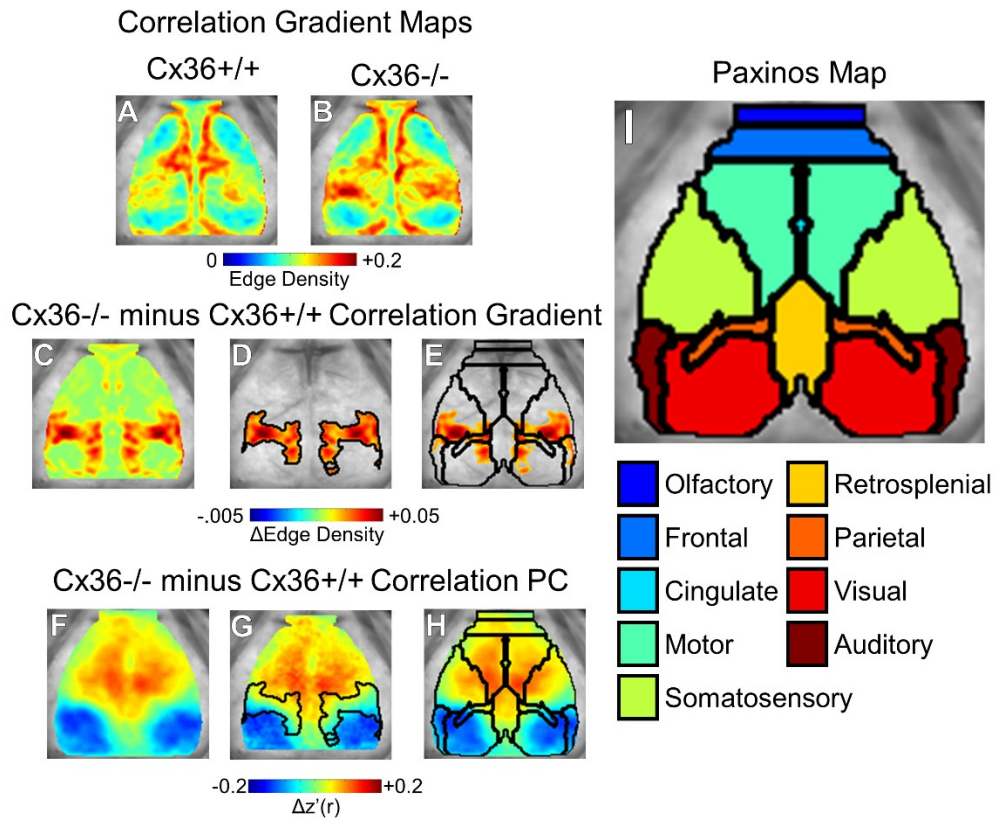 Correlation Gradient Maps
Cx36+/+
Cx36-/-
A
B
0
+0.2
Edge Density
Cx36-/- minus Cx36+/+ Correlation Gradient
C
D
E
-.005
+0.05
ΔEdge Density
Cx36-/- minus Cx36+/+ Correlation PC
F
G
H
-0.2
+0.2
Δz'(r)
Paxinos Map
I
Olfactory
Retrosplenial
Frontal
Parietal
Cingulate
Visual
Motor
Auditory
Somatosensory